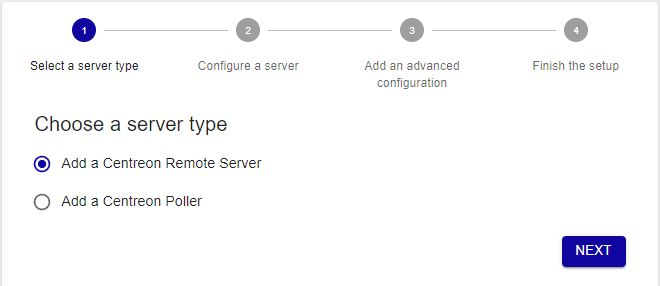 1
2
3
4
Select a server type
Configure a server
Add an advanced
configuration
Finish the setup
Choose a server type
Add a Centreon Remote Server
Add a Centreon Poller
NEXT